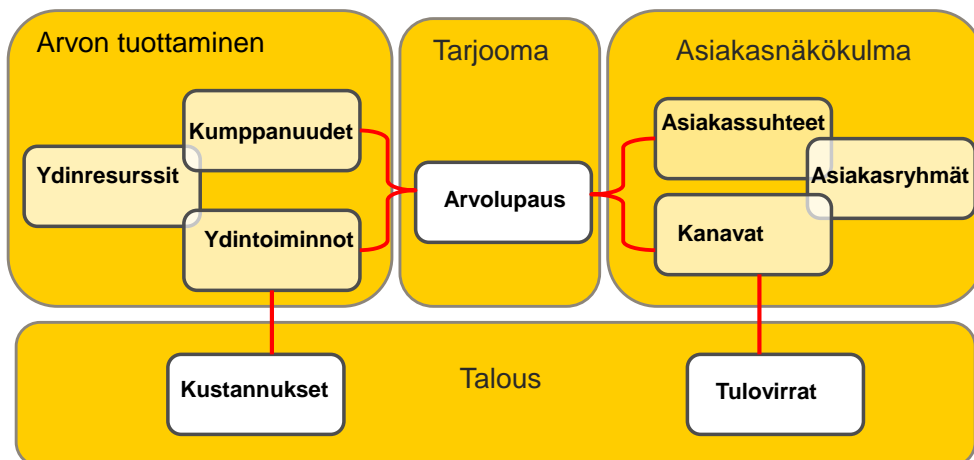 Arvon tuottaminen
Kumppanuudet
Ydinresurssit
Ydintoiminnot
Tarjooma
Arvolupaus
Asiakasnäkökulma
Asiakassuhteet
Asiakasryhmät
Kanavat
Talous
Kustannukset
Tulovirrat